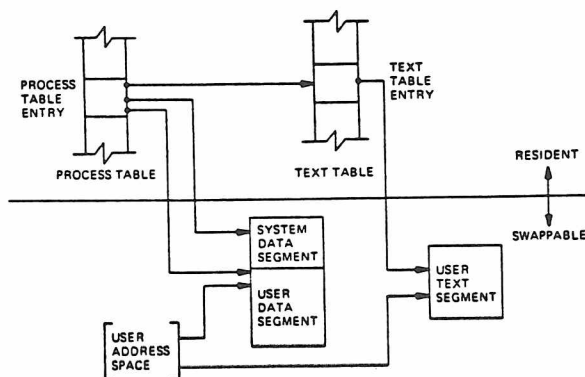 PROCESS
TABLE
ENTRY
PROCESS TABLE
TEXT
TABLE
ENTRY
TEXT TABLE
RESIDENT
SWAPPABLE
SYSTEM
DATA
SEGMENT
USER
DATA
SEGMENT
USER
TEXT
SEGMENT
USER
ADDRESS
SPACE